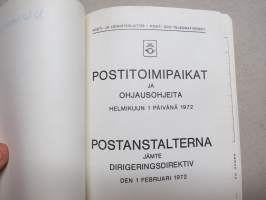 POSTI- JA LENNÄTINLAITOS - POST- OCH TELEGRAFVERKET
POSTITOIMIPAIKAT
JA
OHJAUSOHJEITA
HELMIKUUN 1 PÄIVÄNÄ 1972
POSTANSTALTERNA
JÄMTE
DIRIGERINGSDIREKTIV
DEN 1 FEBRUARI 1972